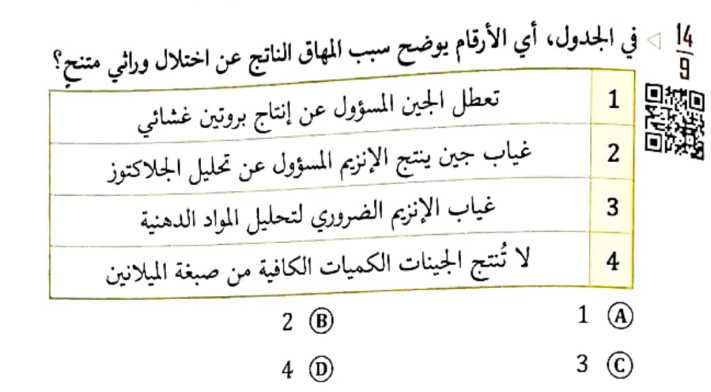 14
9
في الجدول، أي الأرقام يوضح سبب المهاق الناتج عن اختلال وراثي متنحٍ؟
1 تعطل الجين المسؤول عن إنتاج بروتين غشائي
2 غياب جين ينتج الإنزيم المسؤول عن تحليل الجلاكتوز
3 غياب الإنزيم الضروري لتحليل المواد الدهنية
4 لا تُنتج الجينات الكميات الكافية من صبغة الميلانين
A 1 B 2
C 3 D 4